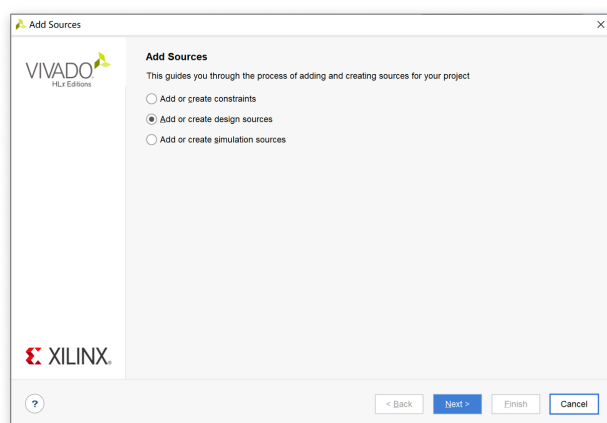 Add Sources
VIVADO
HLx Editions
Add Sources
This guides you through the process of adding and creating sources for your project
Add or create constraints
Add or create design sources
Add or create simulation sources
XILINX
?
< Back
Next >
Finish
Cancel